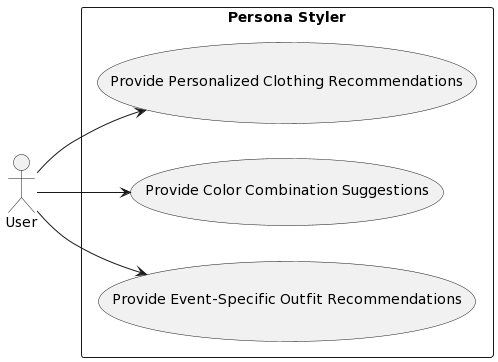 Persona Styler
Provide Personalized Clothing Recommendations
Provide Color Combination Suggestions
User
Provide Event-Specific Outfit Recommendations